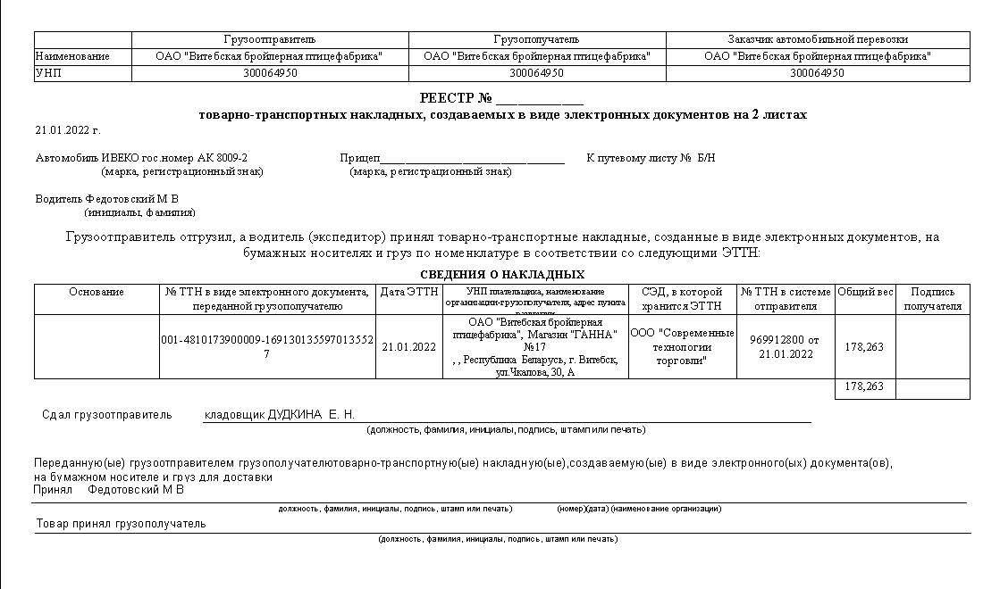 Грузоотправитель Грузополучатель Заказчик автомобильной перевозки
Наименование ОАО "Витебская бройлерная птицефабрика" ОАО "Витебская бройлерная птицефабрика" ОАО "Витебская бройлерная птицефабрика"
УНП 300064950 300064950 300064950
РЕЕСТР № _____________
товарно-транспортных накладных, создаваемых в виде электронных документов на 2 листах
21.01.2022 г.
Автомобиль ИВЕКО гос.номер АК 8009-2 Прицеп________________________________ К путевому листу № Б/Н
(марка, регистрационный знак) (марка, регистрационный знак)
Водитель Федотовский М В
(инициалы, фамилия)
Грузоотправитель отгрузил, а водитель (экспедитор) принял товарно-транспортные накладные, созданные в виде электронных документов, на
бумажных носителях и груз по номенклатуре в соответствии со следующими ЭТТН:
СВЕДЕНИЯ О НАКЛАДНЫХ
Основание
№ ТТН в виде электронного документа,
переданной грузополучателю
Дата ЭТТН
УНП плательщика, наименование
организации-грузополучателя, адрес пункта
СЭД, в которой
хранится ЭТТН
№ ТТН в системе
отправителя
Общий вес
Подпись
получателя
001-4810173900009-169130135597013552
7
21.01.2022
ОАО "Витебская бройлерная
птицефабрика", Магазин "ГАННА"
№17
, , Республика Беларусь, г. Витебск,
ул.Чкалова, 30, А
ООО "Современные
технологии
торговли"
969912800 от
21.01.2022
178,263
178,263
Сдал грузоотправитель кладовщик ДУДКИНА Е. Н.
(должность, фамилия, инициалы, подпись, штамп или печать)
Переданную(ые) грузоотправителем грузополучателютоварно-транспортную(ые) накладную(ые),создаваемую(ые) в виде электронного(ых) документа(ов),
на бумажном носителе и груз для доставки
Принял Федотовский М В
должность, фамилия, инициалы, подпись, штамп или печать) (номер)(дата) (наименование организации)
Товар принял грузополучатель
(должность, фамилия, инициалы, подпись, штамп или печать)